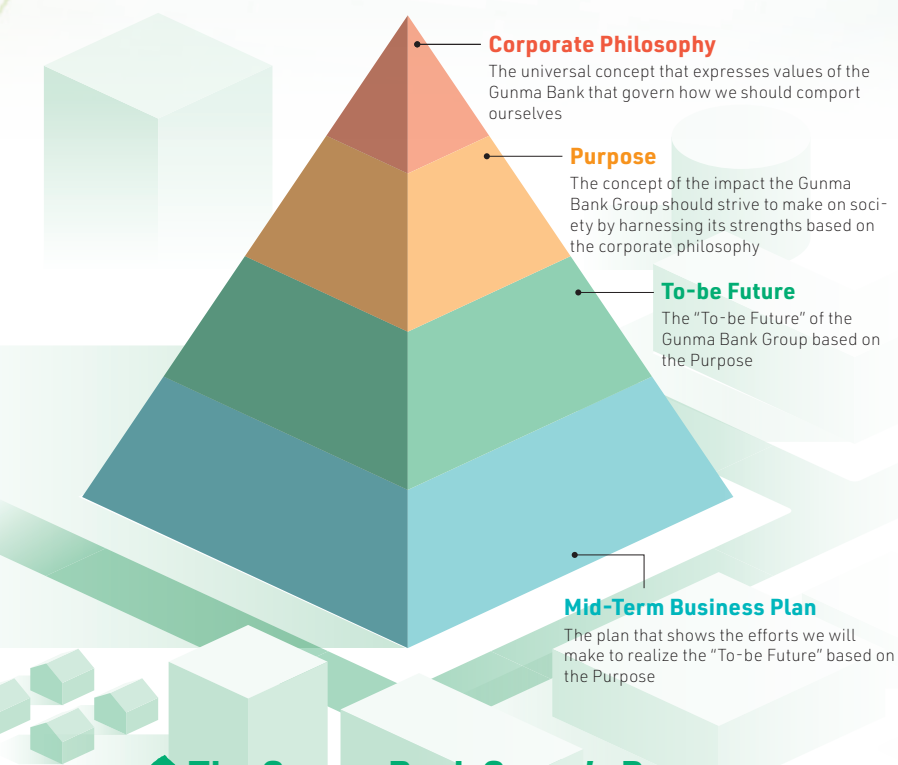 Corporate Philosophy
The universal concept that expresses values of the
Gunma Bank that govern how we should comport
ourselves
Purpose
The concept of the impact the Gunma
Bank Group should strive to make on soci-
ety by harnessing its strengths based on
the corporate philosophy
To-be Future
The “To-be Future” of the
Gunma Bank Group based on
the Purpose
Mid-Term Business Plan
The plan that shows the efforts we will
make to realize the “To-be Future” based on
the Purpose